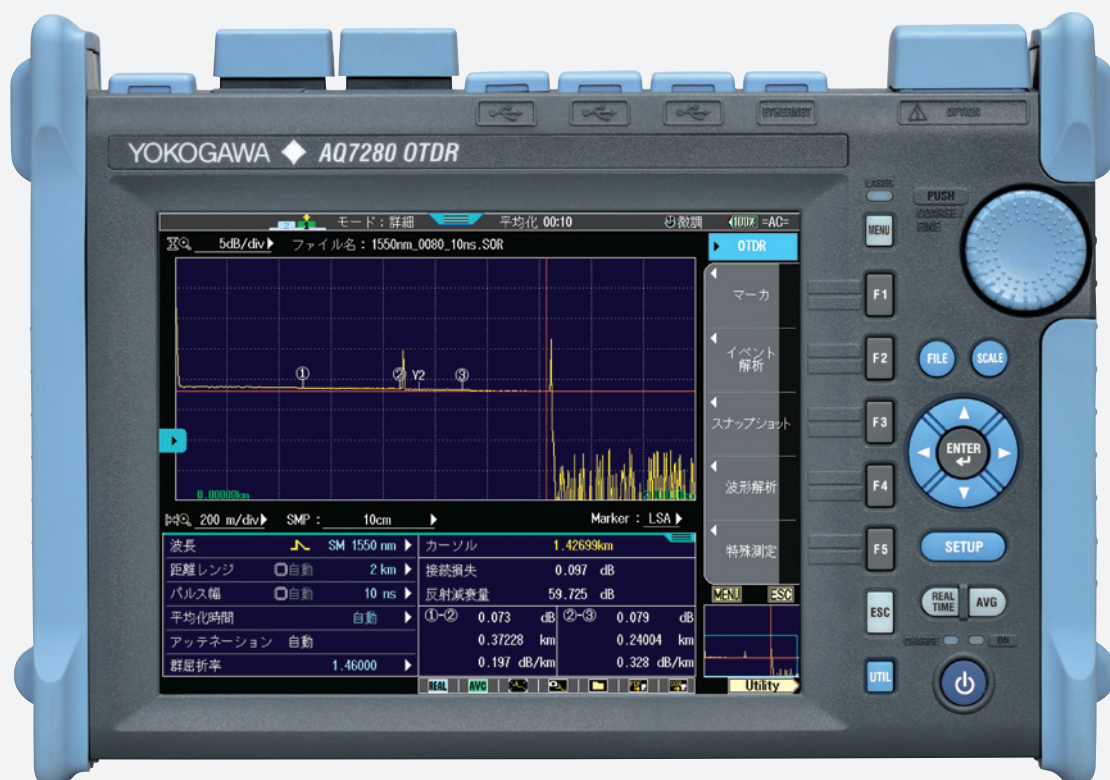 ETHERNET
OPTION
YOKOGAWA ◆ AQ7280 OTDR
LASER
PUSH
COARSE/
FINE
MENU
モード：詳細
平均化 00:10
微調
100% =AC=
5dB/div
ファイル名：1550nm_0080_10ns.SOR
OTDR
マーカ
F1
イベント
解析
F2
FILE
SCALE
① ② Y2 ③
スナップショット
F3
ENTER
波形解析
F4
0.00000km
200 m/div
SMP : 10cm
Marker : LSA
特殊測定
F5
SETUP
波長 SM 1550 nm
カーソル 1.42699km
距離レンジ 自動 2 km
接続損失 0.097 dB
パルス幅 自動 10 ns
反射減衰量 59.725 dB
MENU ESC
平均化時間 自動
①-② 0.073 dB ②-③ 0.079 dB
アッテネーション 自動
0.37228 km 0.24004 km
群屈折率 1.46000
0.197 dB/km 0.328 dB/km
ESC
REAL
TIME
AVG
CHARGE
ON
REAL AVG
Utility
UTIL